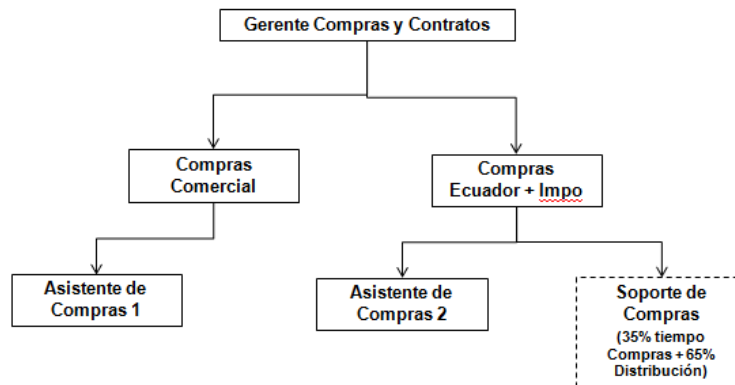 Gerente Compras y Contratos
Compras
Comercial
Compras
Ecuador + Impo
Asistente de
Compras 1
Asistente de
Compras 2
Soporte de
Compras
(35% tiempo
Compras + 65%
Distribución)